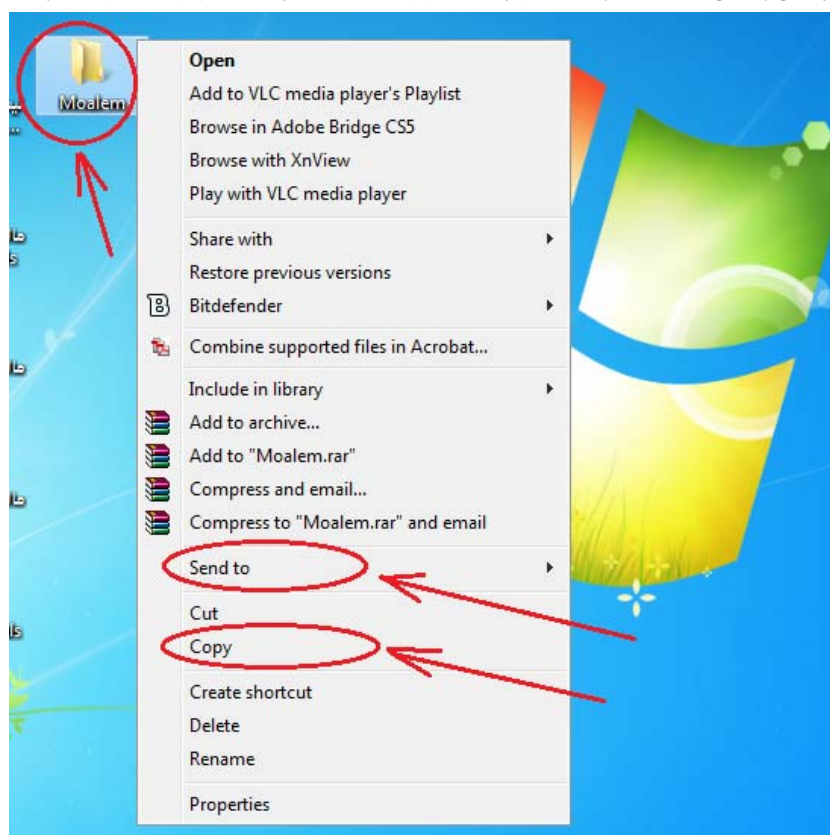 Moalem
Open
Add to VLC media player's Playlist
Browse in Adobe Bridge CS5
Browse with XnView
Play with VLC media player
Share with
Restore previous versions
Bitdefender
Combine supported files in Acrobat...
Include in library
Add to archive...
Add to "Moalem.rar"
Compress and email...
Compress to "Moalem.rar" and email
Send to
Cut
Copy
Create shortcut
Delete
Rename
Properties